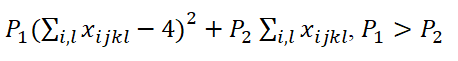 P₁(∑ᵢ,ₗ xᵢⱼₖₗ − 4)² + P₂ ∑ᵢ,ₗ xᵢⱼₖₗ, P₁ > P₂